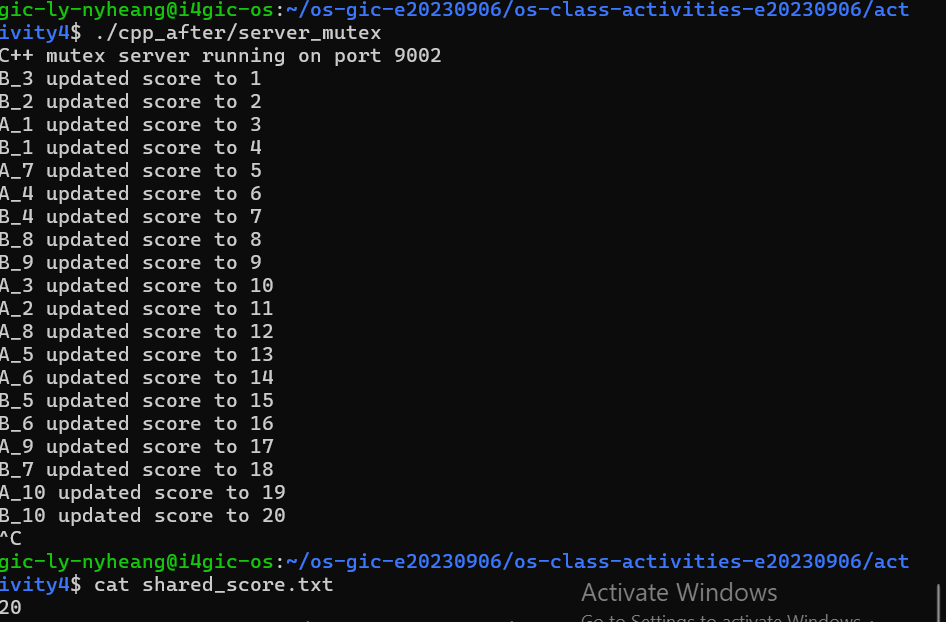 gic-ly-nyheang@i4gic-os:~/os-gic-e20230906/os-class-activities-e20230906/act
ivity4$ ./cpp_after/server_mutex
C++ mutex server running on port 9002
B_3 updated score to 1
B_2 updated score to 2
A_1 updated score to 3
B_1 updated score to 4
A_7 updated score to 5
A_4 updated score to 6
B_4 updated score to 7
B_8 updated score to 8
B_9 updated score to 9
A_3 updated score to 10
A_2 updated score to 11
A_8 updated score to 12
A_5 updated score to 13
A_6 updated score to 14
B_5 updated score to 15
B_6 updated score to 16
A_9 updated score to 17
B_7 updated score to 18
A_10 updated score to 19
B_10 updated score to 20
^C
gic-ly-nyheang@i4gic-os:~/os-gic-e20230906/os-class-activities-e20230906/act
ivity4$ cat shared_score.txt
20
Activate Windows
Go to Settings to activate Windows.